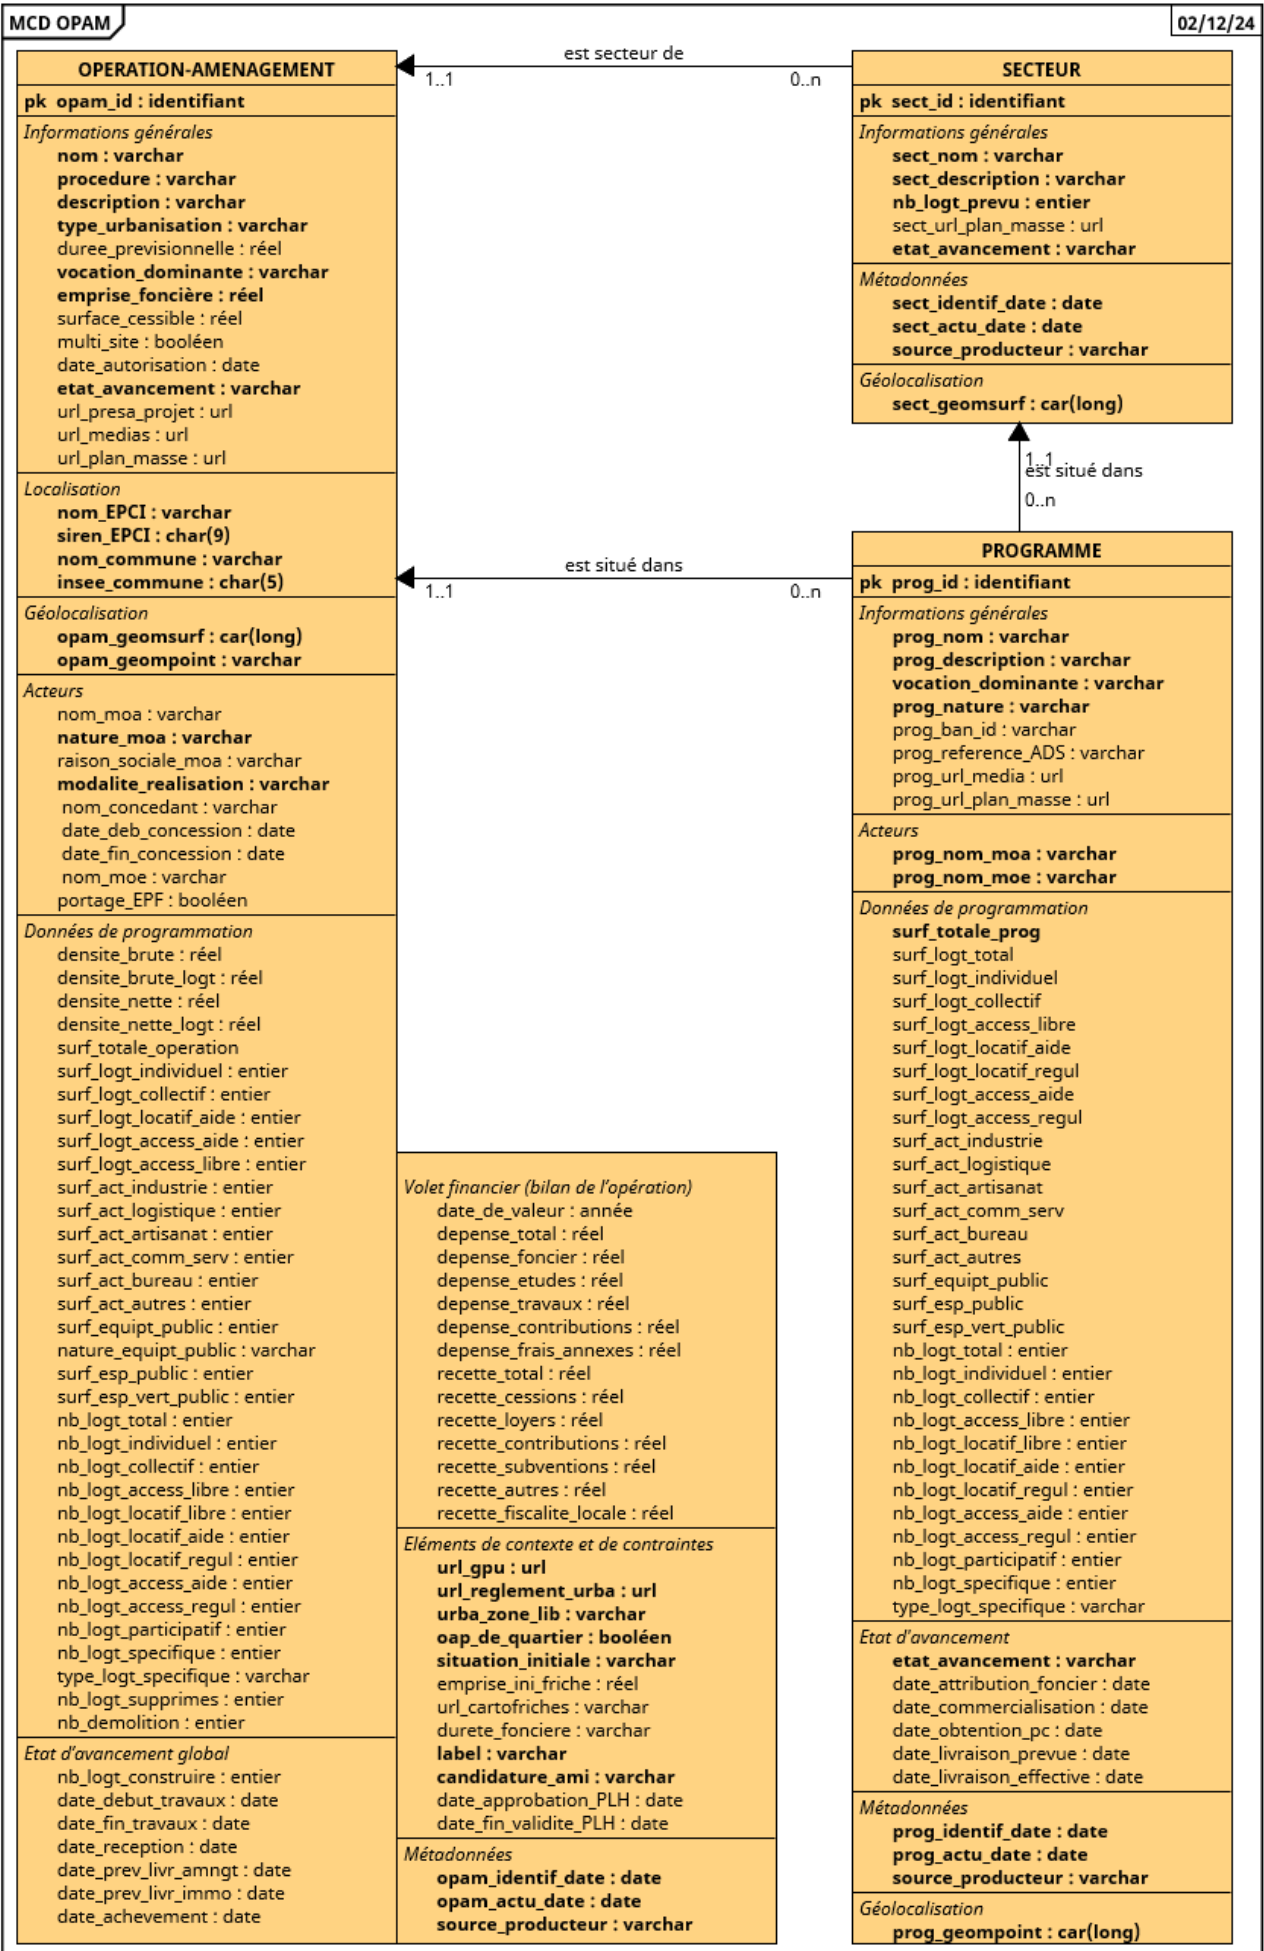 MCD OPAM
02/12/24
OPERATION-AMENAGEMENT
pk opam_id : identifiant
Informations générales
nom : varchar
procedure : varchar
description : varchar
type_urbanisation : varchar
duree_previsionnelle : réel
vocation_dominante : varchar
emprise_foncière : réel
surface_cessible : réel
multi_site : booléen
date_autorisation : date
etat_avancement : varchar
url_presa_projet : url
url_medias : url
url_plan_masse : url
Localisation
nom_EPCI : varchar
siren_EPCI : char(9)
nom_commune : varchar
insee_commune : char(5)
Géolocalisation
opam_geomsurf : car(long)
opam_geompoint : varchar
Acteurs
nom_moa : varchar
nature_moa : varchar
raison_sociale_moa : varchar
modalite_realisation : varchar
nom_concedant : varchar
date_deb_concession : date
date_fin_concession : date
nom_moe : varchar
portage_EPF : booléen
Données de programmation
densite_brute : réel
densite_brute_logt : réel
densite_nette : réel
densite_nette_logt : réel
surf_totale_operation
surf_logt_individuel : entier
surf_logt_collectif : entier
surf_logt_locatif_aide : entier
surf_logt_access_aide : entier
surf_logt_access_libre : entier
surf_act_industrie : entier
surf_act_logistique : entier
surf_act_artisanat : entier
surf_act_comm_serv : entier
surf_act_bureau : entier
surf_act_autres : entier
surf_equipt_public : entier
nature_equipt_public : varchar
surf_esp_public : entier
surf_esp_vert_public : entier
nb_logt_total : entier
nb_logt_individuel : entier
nb_logt_collectif : entier
nb_logt_access_libre : entier
nb_logt_locatif_libre : entier
nb_logt_locatif_aide : entier
nb_logt_locatif_regul : entier
nb_logt_access_aide : entier
nb_logt_access_regul : entier
nb_logt_participatif : entier
nb_logt_specifique : entier
type_logt_specifique : varchar
nb_logt_supprimes : entier
nb_demolition : entier
Etat d'avancement global
nb_logt_construire : entier
date_debut_travaux : date
date_fin_travaux : date
date_reception : date
date_prev_livr_amngt : date
date_prev_livr_immo : date
date_achevement : date
Volet financier (bilan de l'opération)
date_de_valeur : année
depense_total : réel
depense_foncier : réel
depense_etudes : réel
depense_travaux : réel
depense_contributions : réel
depense_frais_annexes : réel
recette_total : réel
recette_cessions : réel
recette_loyers : réel
recette_contributions : réel
recette_subventions : réel
recette_autres : réel
recette_fiscalite_locale : réel
Eléments de contexte et de contraintes
url_gpu : url
url_reglement_urba : url
urba_zone_lib : varchar
oap_de_quartier : booléen
situation_initiale : varchar
emprise_ini_friche : réel
url_cartofriches : varchar
durete_fonciere : varchar
label : varchar
candidature_ami : varchar
date_approbation_PLH : date
date_fin_validite_PLH : date
Métadonnées
opam_identif_date : date
opam_actu_date : date
source_producteur : varchar
est secteur de
1..1
0..n
est situé dans
1..1
0..n
SECTEUR
pk sect_id : identifiant
Informations générales
sect_nom : varchar
sect_description : varchar
nb_logt_prevu : entier
sect_url_plan_masse : url
etat_avancement : varchar
Métadonnées
sect_identif_date : date
sect_actu_date : date
source_producteur : varchar
Géolocalisation
sect_geomsurf : car(long)
1..1
est situé dans
0..n
PROGRAMME
pk prog_id : identifiant
Informations générales
prog_nom : varchar
prog_description : varchar
vocation_dominante : varchar
prog_nature : varchar
prog_ban_id : varchar
prog_reference_ADS : varchar
prog_url_media : url
prog_url_plan_masse : url
Acteurs
prog_nom_moa : varchar
prog_nom_moe : varchar
Données de programmation
surf_totale_prog
surf_logt_total
surf_logt_individuel
surf_logt_collectif
surf_logt_access_libre
surf_logt_locatif_aide
surf_logt_locatif_regul
surf_logt_access_aide
surf_logt_access_regul
surf_act_industrie
surf_act_logistique
surf_act_artisanat
surf_act_comm_serv
surf_act_bureau
surf_act_autres
surf_equipt_public
surf_esp_public
surf_esp_vert_public
nb_logt_total : entier
nb_logt_individuel : entier
nb_logt_collectif : entier
nb_logt_access_libre : entier
nb_logt_locatif_libre : entier
nb_logt_locatif_aide : entier
nb_logt_locatif_regul : entier
nb_logt_access_aide : entier
nb_logt_access_regul : entier
nb_logt_participatif : entier
nb_logt_specifique : entier
type_logt_specifique : varchar
Etat d'avancement
etat_avancement : varchar
date_attribution_foncier : date
date_commercialisation : date
date_obtention_pc : date
date_livraison_prevue : date
date_livraison_effective : date
Métadonnées
prog_identif_date : date
prog_actu_date : date
source_producteur : varchar
Géolocalisation
prog_geompoint : car(long)